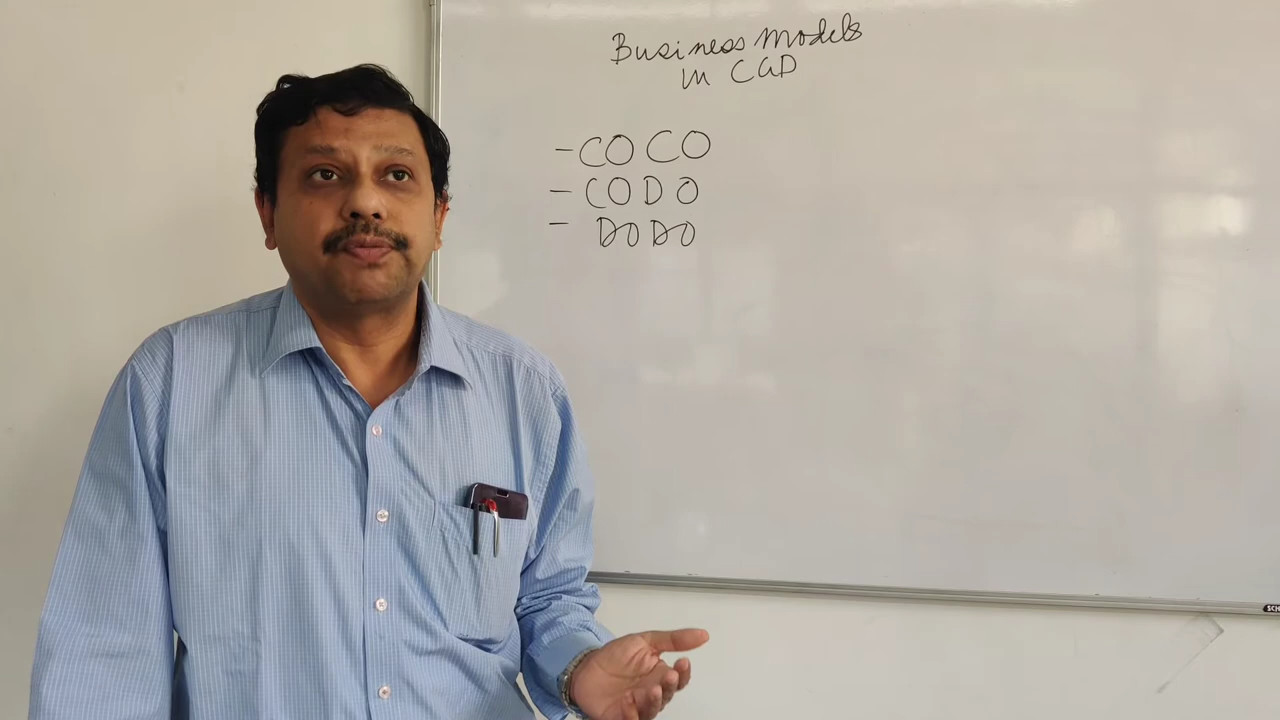 Business Models
in CGD
- COCO
- CODO
- DODO